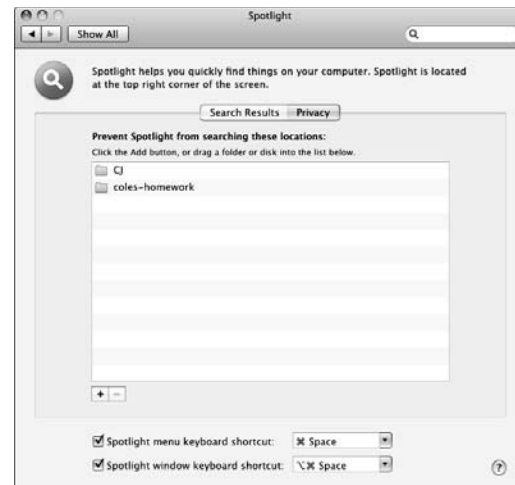 Spotlight
Show All
Spotlight helps you quickly find things on your computer. Spotlight is located
at the top right corner of the screen.
Search Results Privacy
Prevent Spotlight from searching these locations:
Click the Add button, or drag a folder or disk into the list below.
CJ
coles-homework
+ −
Spotlight menu keyboard shortcut: ⌘ Space
Spotlight window keyboard shortcut: ⌥⌘ Space
?